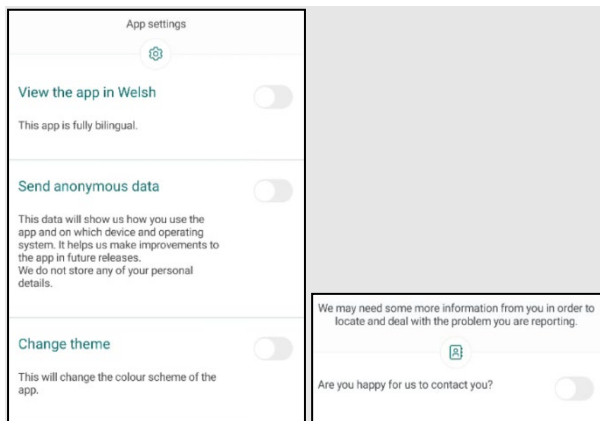 App settings
View the app in Welsh
This app is fully bilingual.
Send anonymous data
This data will show us how you use the
app and on which device and operating
system. It helps us make improvements to
the app in future releases.
We do not store any of your personal
details.
Change theme
This will change the colour scheme of the
app.
We may need some more information from you in order to
locate and deal with the problem you are reporting.
Are you happy for us to contact you?